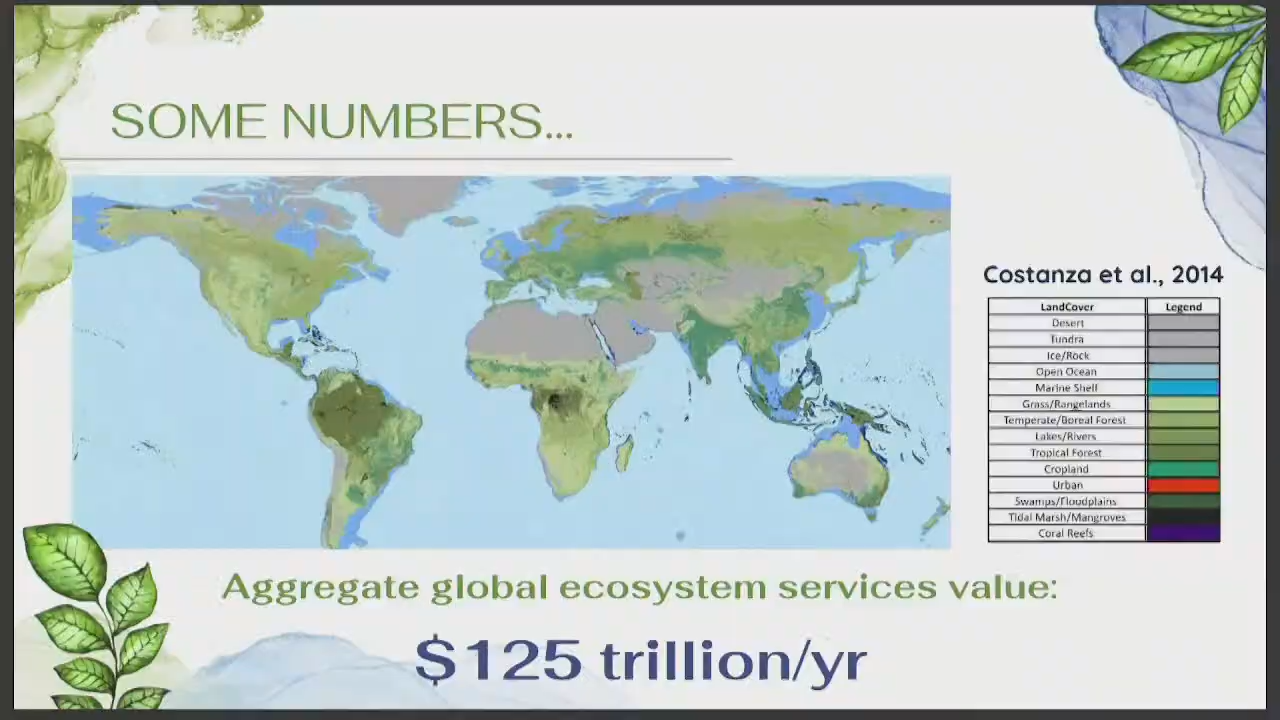 SOME NUMBERS...
Costanza et al., 2014
LandCover Legend
Desert
Tundra
Ice/Rock
Open Ocean
Marine Shelf
Grass/Rangelands
Temperate/Boreal Forest
Lakes/Rivers
Tropical Forest
Cropland
Urban
Swamps/Floodplains
Tidal Marsh/Mangroves
Coral Reefs
Aggregate global ecosystem services value:
$125 trillion/yr